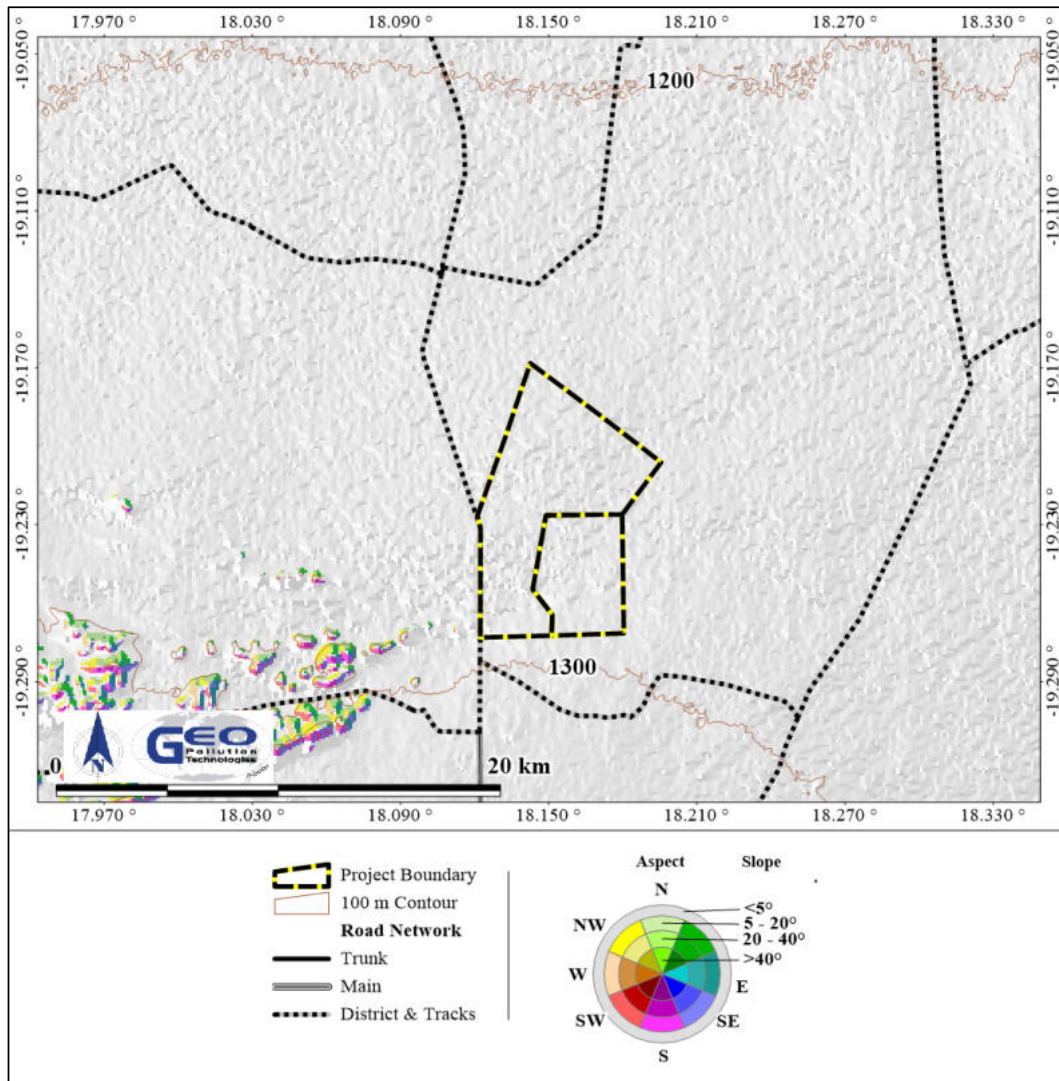 17.970 ° 18.030 ° 18.090 ° 18.150 ° 18.210 ° 18.270 ° 18.330 °
-19.050 °
-19.110 °
-19.170 °
-19.230 °
-19.290 °
-19.050 °
-19.110 °
-19.170 °
-19.230 °
-19.290 °
1200
1300
N
GEO
Pollution
Technologies
0 20 km
17.970 ° 18.030 ° 18.090 ° 18.150 ° 18.210 ° 18.270 ° 18.330 °
Project Boundary
100 m Contour
Road Network
Trunk
Main
District & Tracks
Aspect Slope
N
<5°
NW
5 - 20°
20 - 40°
W
>40°
E
SW
SE
S